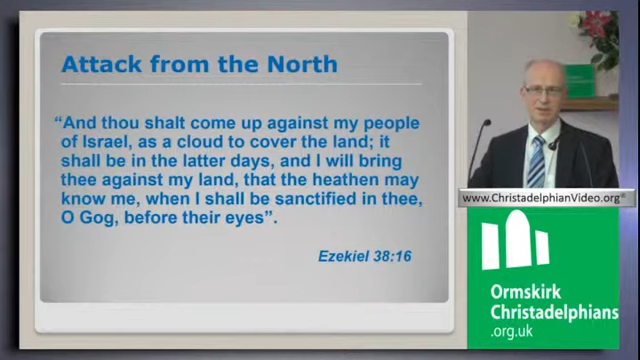 Attack from the North
“And thou shalt come up against my people
of Israel, as a cloud to cover the land; it
shall be in the latter days, and I will bring
thee against my land, that the heathen may
know me, when I shall be sanctified in thee,
O Gog, before their eyes”.
Ezekiel 38:16
www.ChristadelphianVideo.org®
Ormskirk
Christadelphians
.org.uk